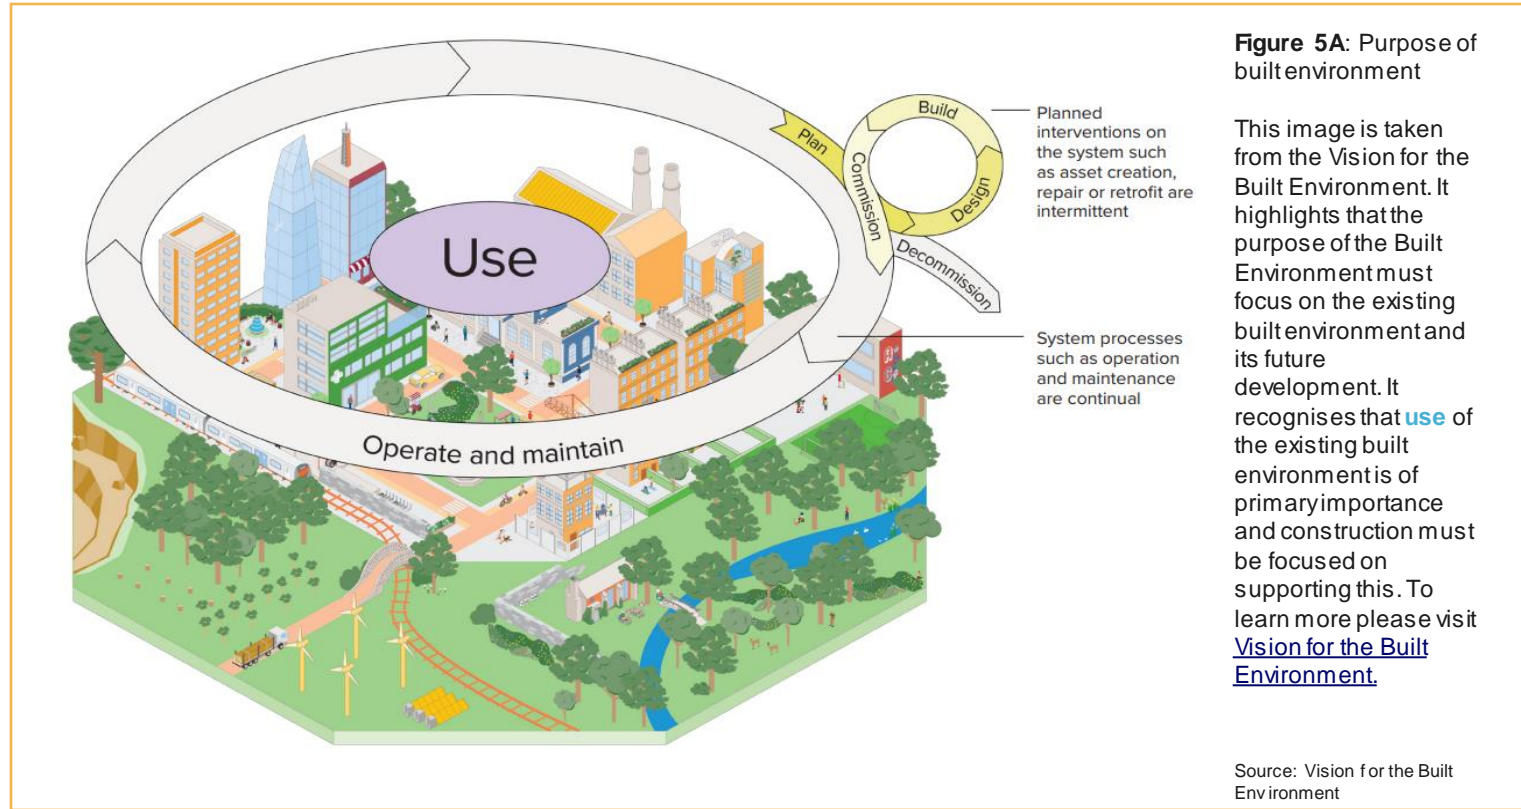 Figure 5A: Purpose of
built environment
This image is taken
from the Vision for the
Built Environment. It
highlights that the
purpose of the Built
Environment must
focus on the existing
built environment and
its future
development. It
recognises that use of
the existing built
environment is of
primary importance
and construction must
be focused on
supporting this. To
learn more please visit
Vision for the Built
Environment.
Source: Vision for the Built
Environment
Use
Operate and maintain
Plan
Commission
Build
Design
Decommission
Planned
interventions on
the system such
as asset creation,
repair or retrofit are
intermittent
System processes
such as operation
and maintenance
are continual
A+
C+